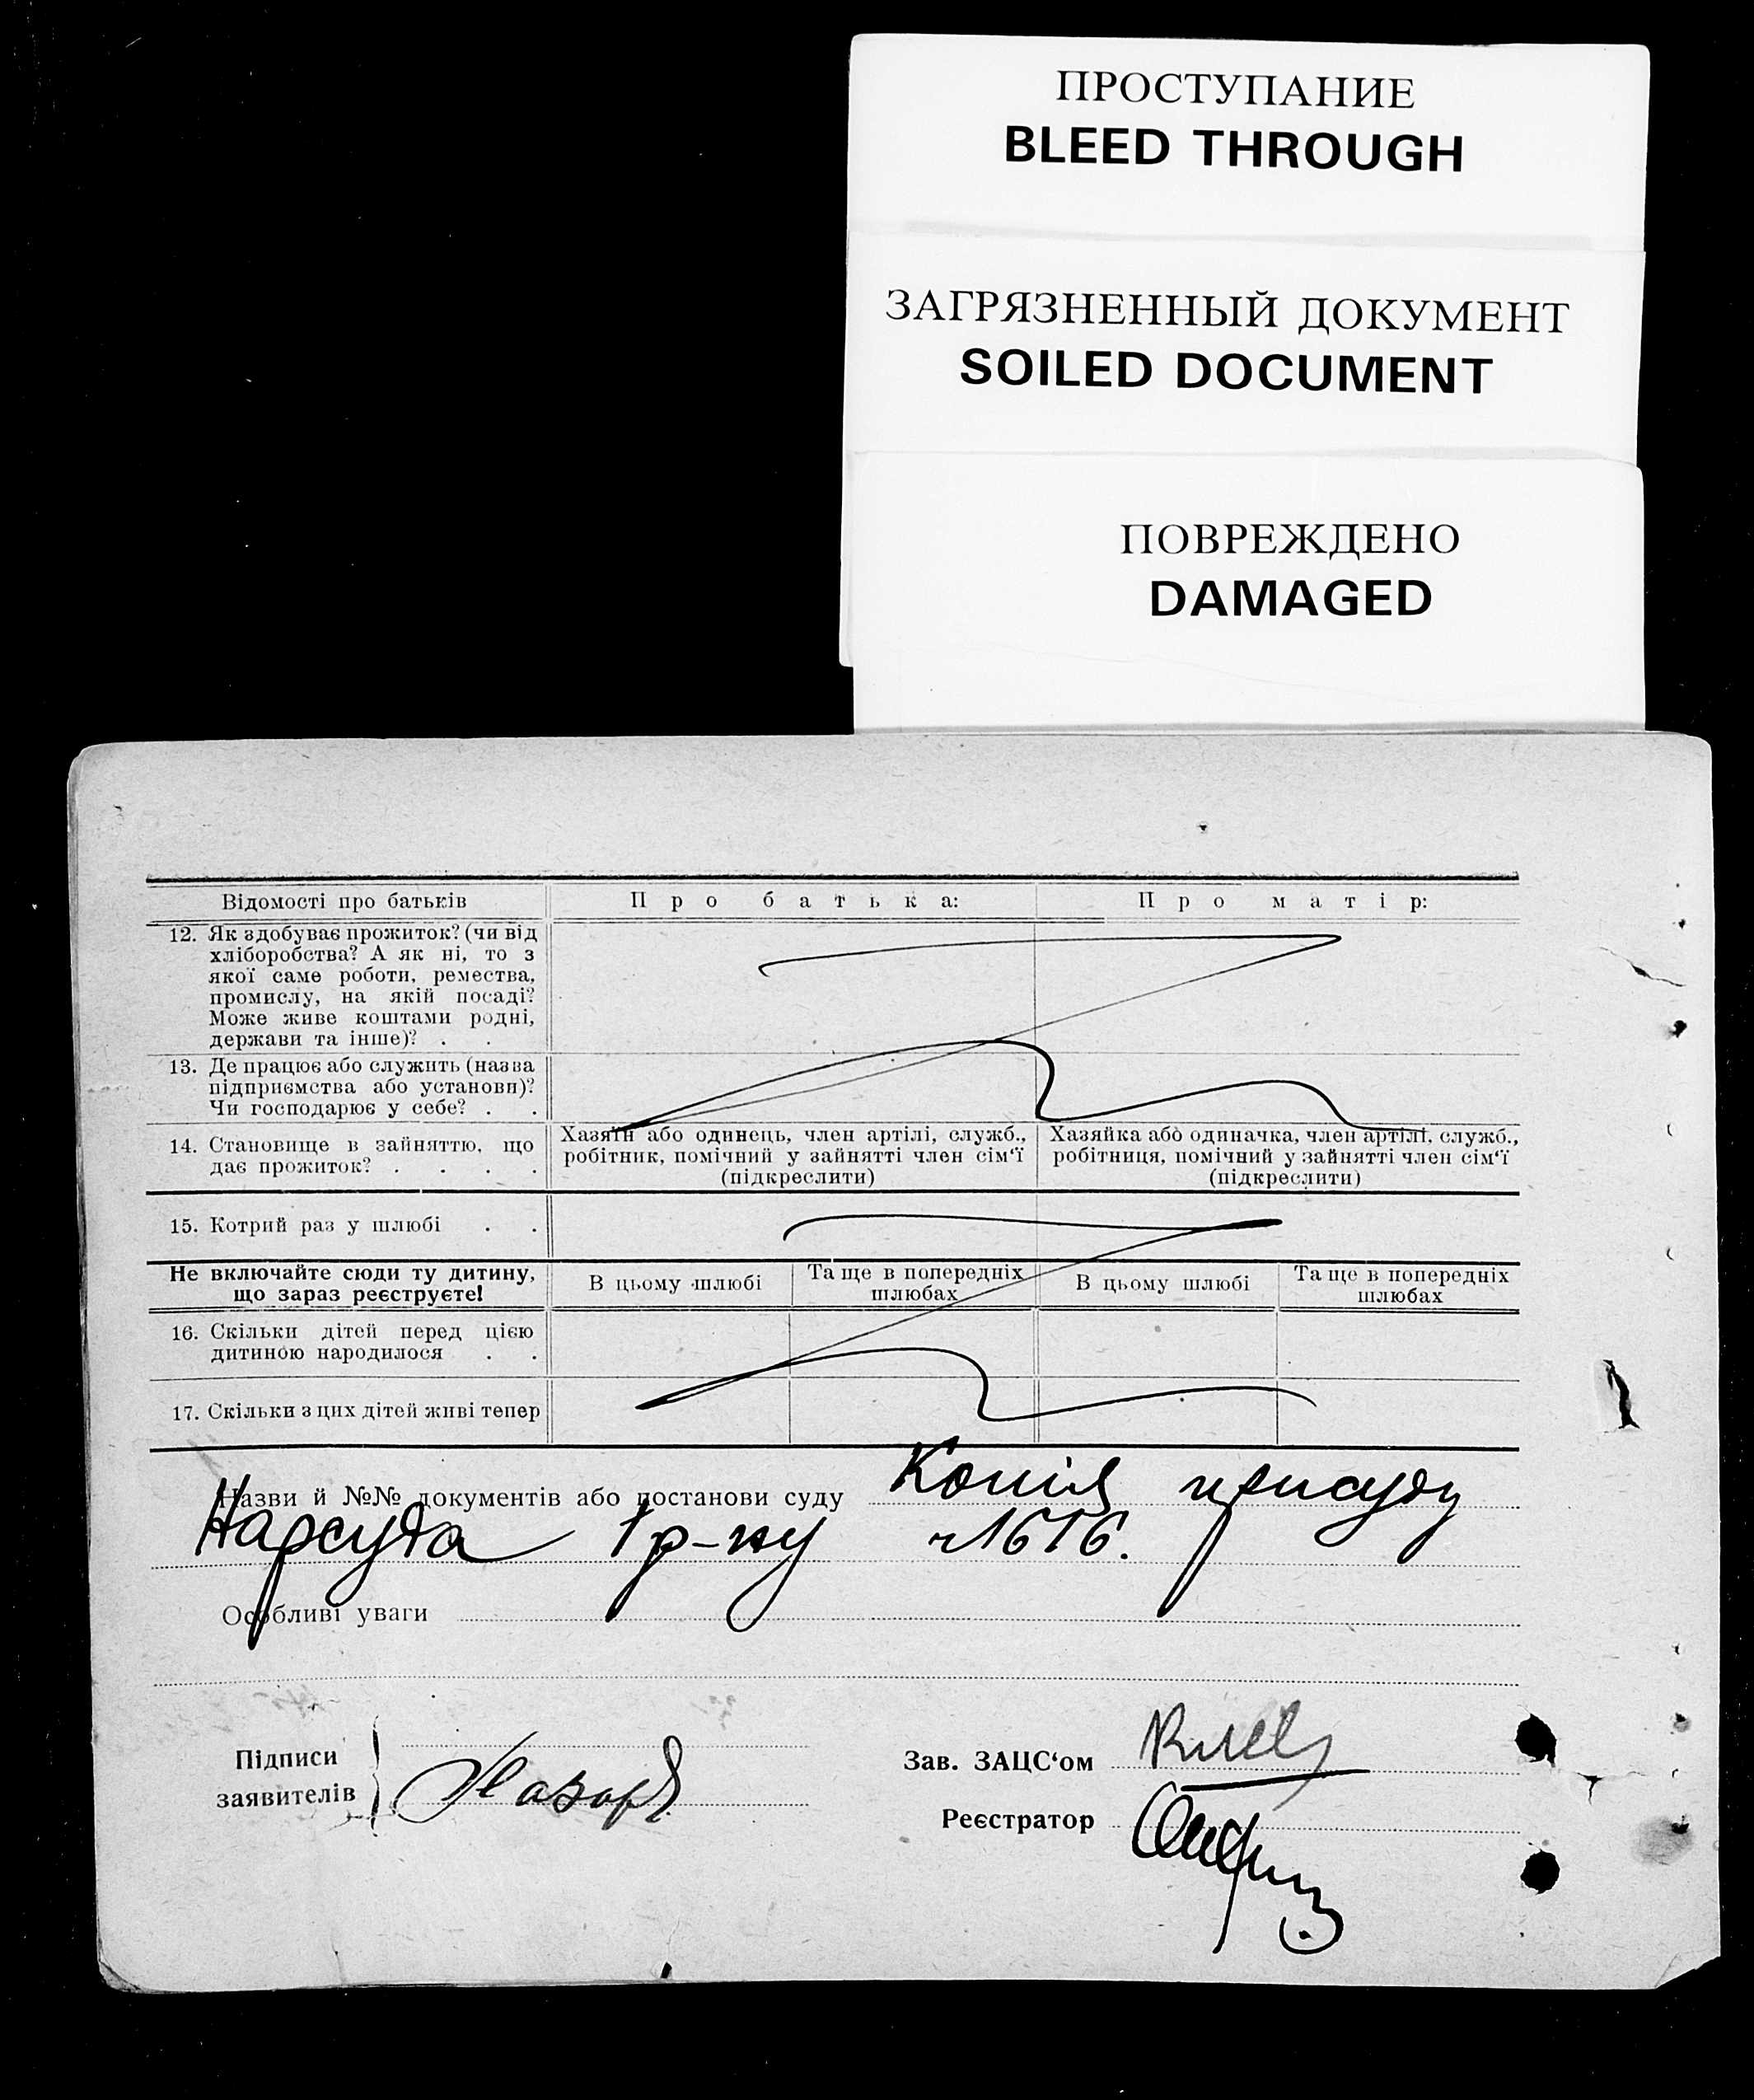 ПРОСТУПАНИЕ
BLEED THROUGH
ЗАГРЯЗНЕННЫЙ ДОКУМЕНТ
SOILED DOCUMENT
ПОВРЕЖДЕНО
DAMAGED
Відомості про батьків Про батька: Про матір:
12. Як здобуває прожиток? (чи від
хліборобства? А як ні, то з
якої саме роботи, ремества,
промислу, на якій посаді?
Може живе коштами родні,
держави та інше)? . .
13. Де працює або служить (назва
підприємства або установи)?
Чи господарює у себе? . .
14. Становище в зайняттю, що
дає прожиток? . . . .
Хазяїн або одинець, член артілі, служб.,
робітник, помічний у зайнятті член сім‘ї
(підкреслити)
Хазяйка або одиначка, член артілі, служб.,
робітниця, помічний у зайнятті член сім‘ї
(підкреслити)
15. Котрий раз у шлюбі . .
Не включайте сюди ту дитину,
що зараз реєструєте!
В цьому шлюбі
Та ще в попередніх
шлюбах
В цьому шлюбі
Та ще в попередніх
шлюбах
16. Скільки дітей перед цією
дитиною народилося . .
17. Скільки з цих дітей живі тепер
Назви й №№ документів або постанови суду Копія присуду
Нарсуда 1 р-ну
Особливі уваги
Підписи
заявителів
Зав. ЗАЦС‘ом
Реєстратор